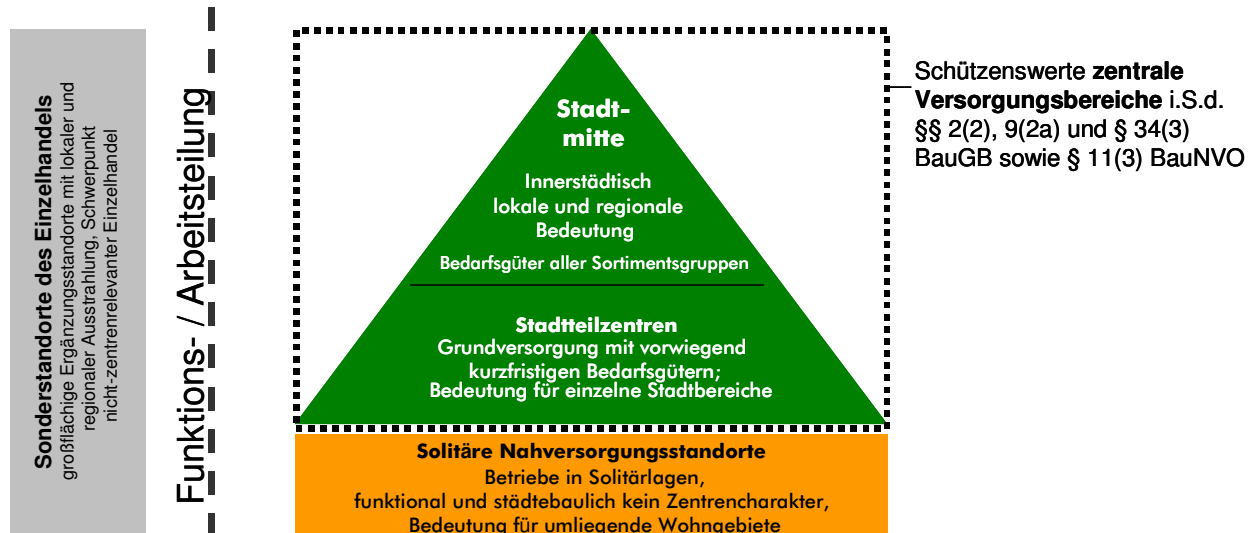 Sonderstandorte des Einzelhandels
großflächige Ergänzungsstandorte mit lokaler und
regionaler Ausstrahlung, Schwerpunkt
nicht-zentrenrelevanter Einzelhandel
Funktions- / Arbeitsteilung
Stadt-
mitte
Innerstädtisch
lokale und regionale
Bedeutung
Bedarfsgüter aller Sortimentsgruppen
Stadtteilzentren
Grundversorgung mit vorwiegend
kurzfristigen Bedarfsgütern;
Bedeutung für einzelne Stadtbereiche
Solitäre Nahversorgungsstandorte
Betriebe in Solitärlagen,
funktional und städtebaulich kein Zentrencharakter,
Bedeutung für umliegende Wohngebiete
Schützenswerte zentrale
Versorgungsbereiche i.S.d.
§§ 2(2), 9(2a) und § 34(3)
BauGB sowie § 11(3) BauNVO